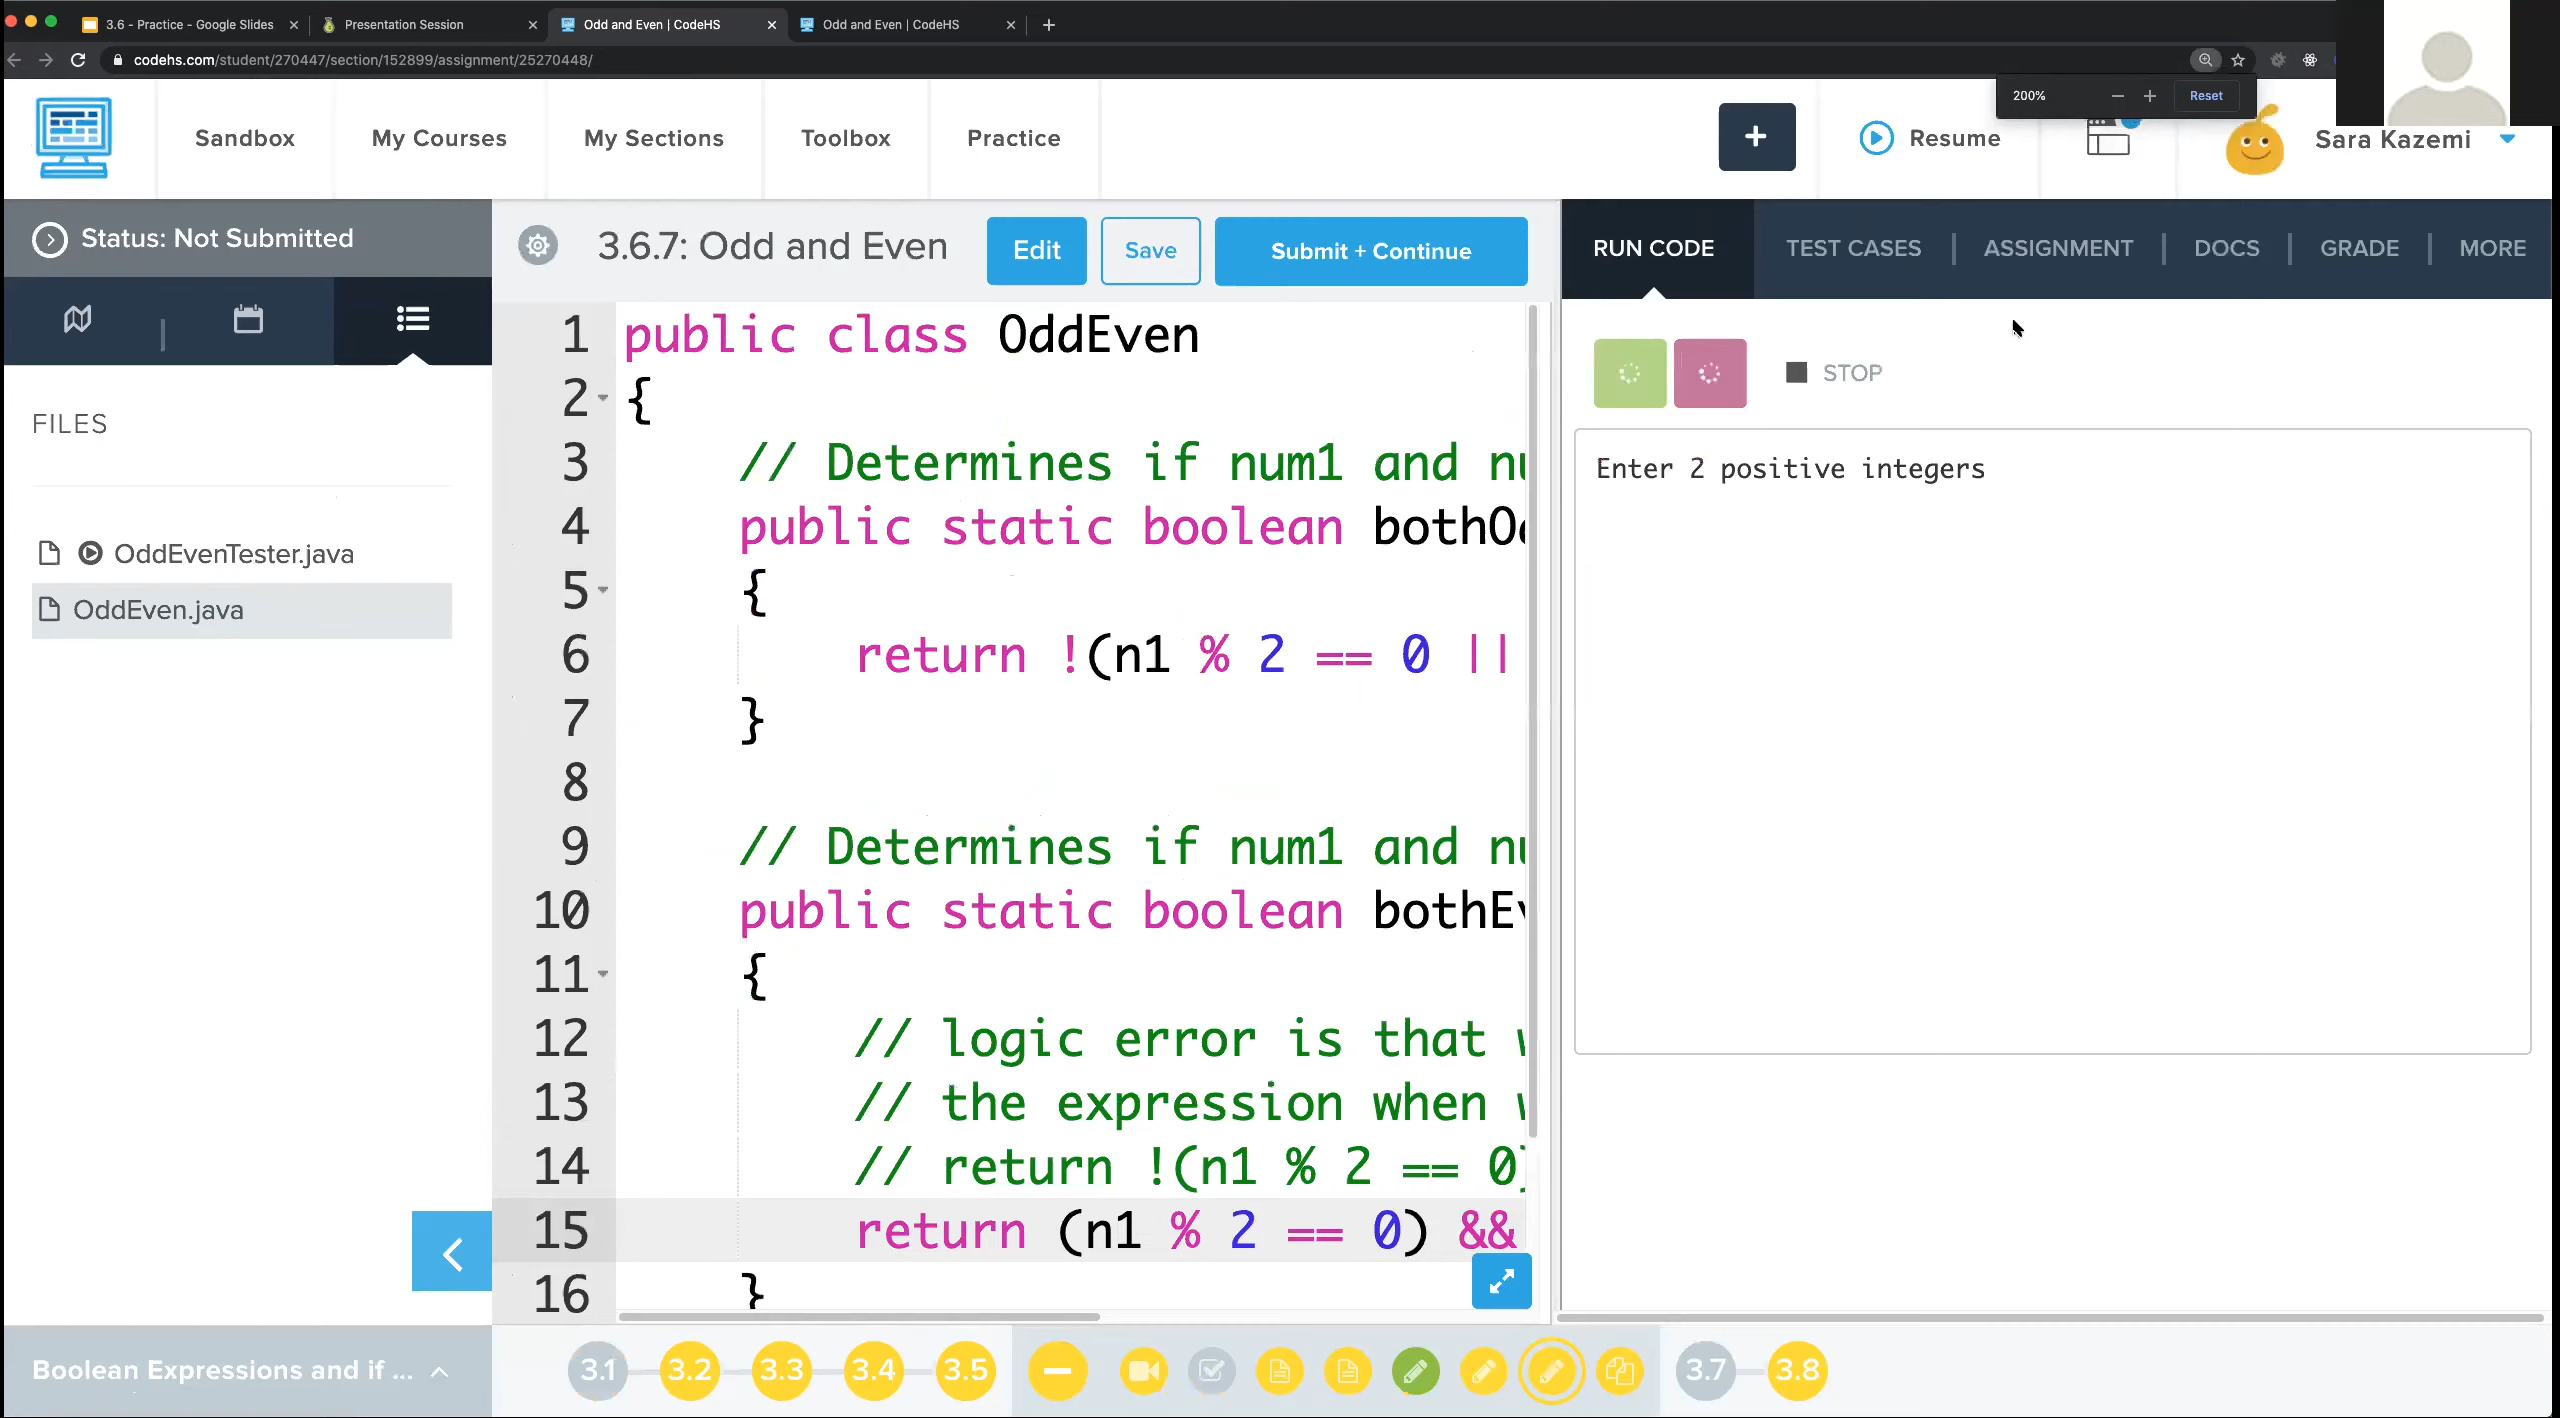 3.6 - Practice - Google Slides
Presentation Session
Odd and Even | CodeHS
Odd and Even | CodeHS
codehs.com/student/270447/section/152899/assignment/25270448/
200%
Reset
Sandbox
My Courses
My Sections
Toolbox
Practice
Resume
Sara Kazemi
Status: Not Submitted
3.6.7: Odd and Even
Edit
Save
Submit + Continue
RUN CODE
TEST CASES
ASSIGNMENT
DOCS
GRADE
MORE
FILES
OddEvenTester.java
OddEven.java
1 public class OddEven
2 {
3 // Determines if num1 and
4 public static boolean
5 {
6 return !(n1 % 2 == 0 ||
7 }
8
9 // Determines if num1 and
10 public static boolean
11 {
12 // logic error is that
13 // the expression when
14 // return !(n1 % 2 == 0)
15 return (n1 % 2 == 0) &&
16 }
STOP
Enter 2 positive integers
Boolean Expressions and if ...
3.1
3.2
3.3
3.4
3.5
3.7
3.8